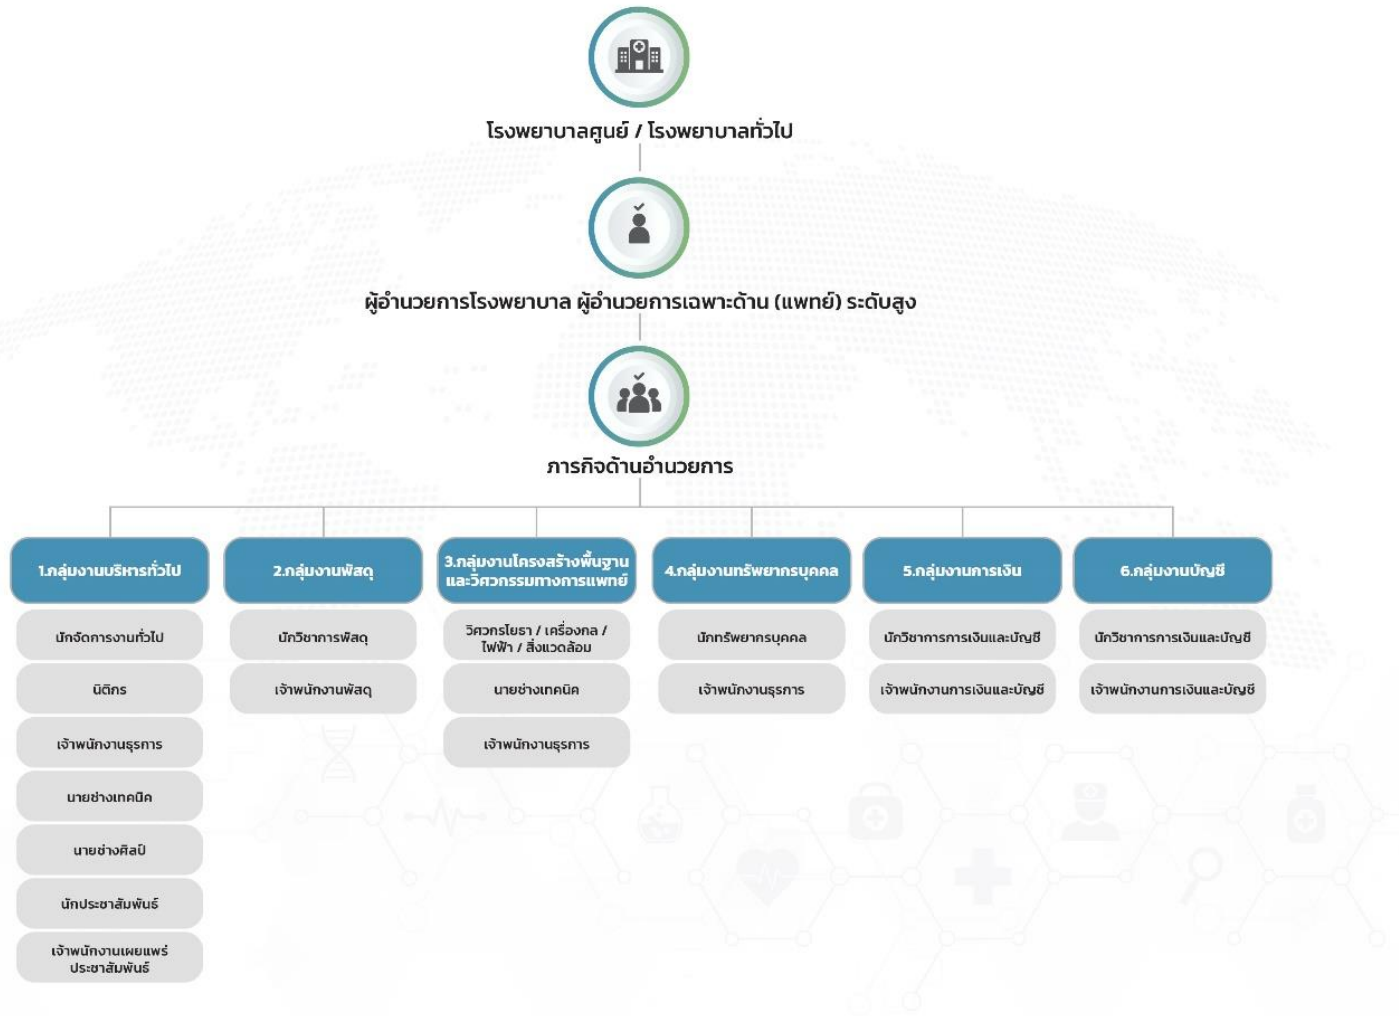 โรงพยาบาลศูนย์ / โรงพยาบาลทั่วไป
ผู้อำนวยการโรงพยาบาล ผู้อำนวยการเฉพาะด้าน (แพทย์) ระดับสูง
ภารกิจด้านอำนวยการ
1.กลุ่มงานบริหารทั่วไป
นักจัดการงานทั่วไป
นิติกร
เจ้าพนักงานธุรการ
นายช่างเทคนิค
นายช่างศิลป์
นักประชาสัมพันธ์
เจ้าพนักงานเผยแพร่
ประชาสัมพันธ์
2.กลุ่มงานพัสดุ
นักวิชาการพัสดุ
เจ้าพนักงานพัสดุ
3.กลุ่มงานโครงสร้างพื้นฐาน
และวิศวกรรมทางการแพทย์
วิศวกรโยธา / เครื่องกล /
ไฟฟ้า / สิ่งแวดล้อม
นายช่างเทคนิค
เจ้าพนักงานธุรการ
4.กลุ่มงานทรัพยากรบุคคล
นักทรัพยากรบุคคล
เจ้าพนักงานธุรการ
5.กลุ่มงานการเงิน
นักวิชาการการเงินและบัญชี
เจ้าพนักงานการเงินและบัญชี
6.กลุ่มงานบัญชี
นักวิชาการการเงินและบัญชี
เจ้าพนักงานการเงินและบัญชี